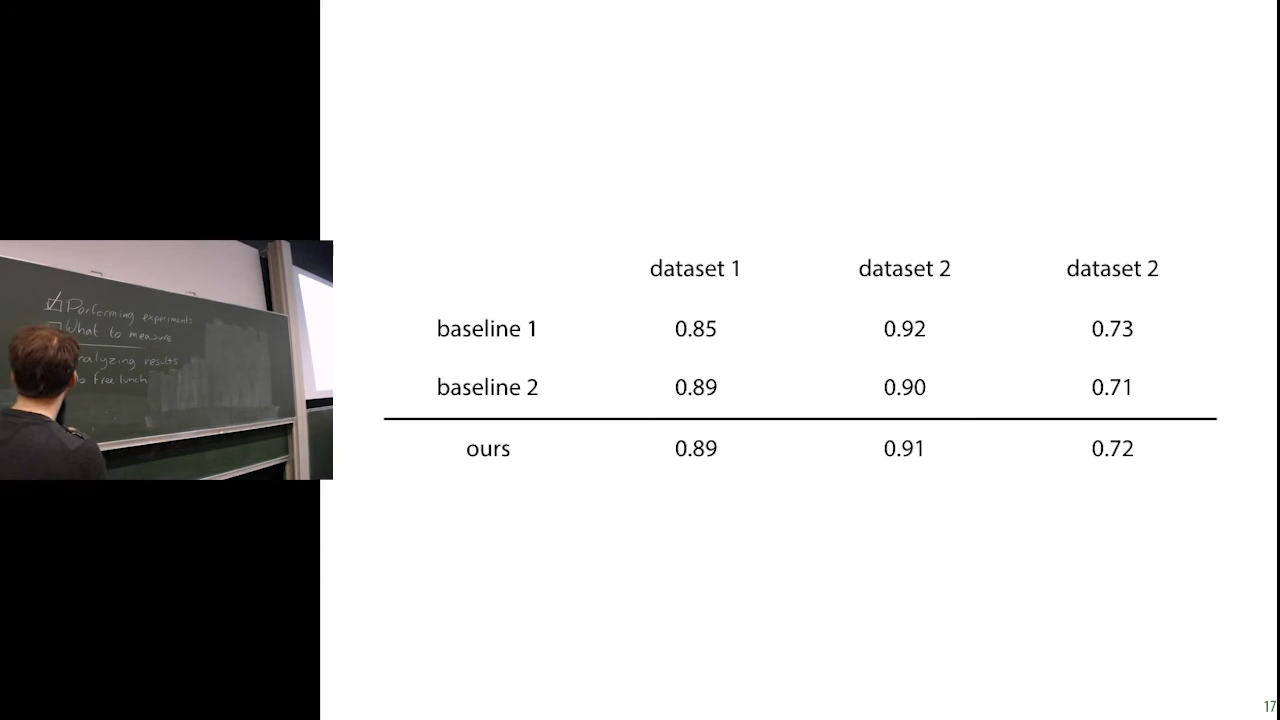 Performing experiments
What to measure
nalyzing results
o free lunch
dataset 1 dataset 2 dataset 2
baseline 1 0.85 0.92 0.73
baseline 2 0.89 0.90 0.71
ours 0.89 0.91 0.72
17